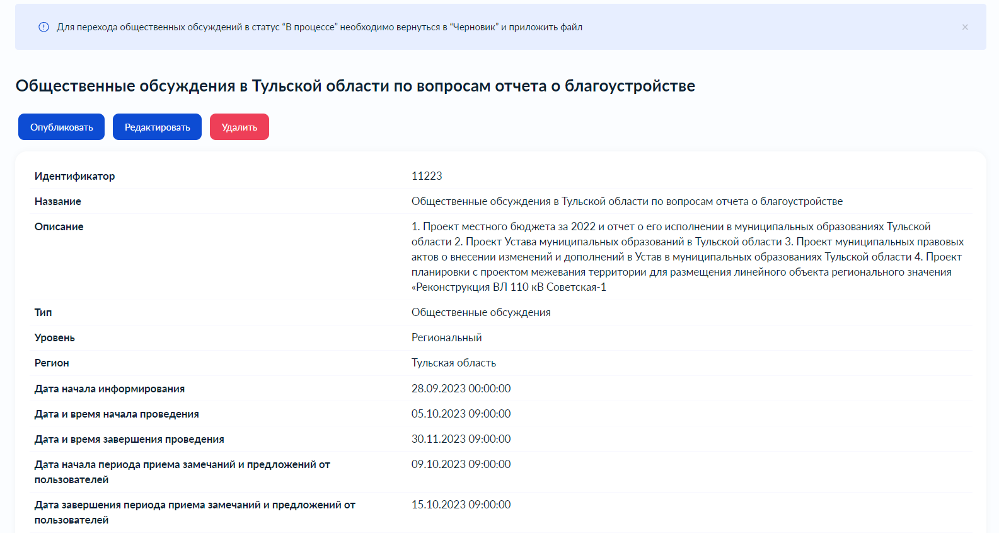 Для перехода общественных обсуждений в статус “В процессе” необходимо вернуться в “Черновик” и приложить файл
Общественные обсуждения в Тульской области по вопросам отчета о благоустройстве
Опубликовать Редактировать Удалить
Идентификатор 11223
Название Общественные обсуждения в Тульской области по вопросам отчета о благоустройстве
Описание 1. Проект местного бюджета за 2022 и отчет о его исполнении в муниципальных образованиях Тульской
области 2. Проект Устава муниципальных образований в Тульской области 3. Проект муниципальных правовых
актов о внесении изменений и дополнений в Устав в муниципальных образованиях Тульской области 4. Проект
планировки с проектом межевания территории для размещения линейного объекта регионального значения
«Реконструкция ВЛ 110 кВ Советская-1
Тип Общественные обсуждения
Уровень Региональный
Регион Тульская область
Дата начала информирования 28.09.2023 00:00:00
Дата и время начала проведения 05.10.2023 09:00:00
Дата и время завершения проведения 30.11.2023 09:00:00
Дата начала периода приема замечаний и предложений от 09.10.2023 09:00:00
пользователей
Дата завершения периода приема замечаний и предложений от 15.10.2023 09:00:00
пользователей